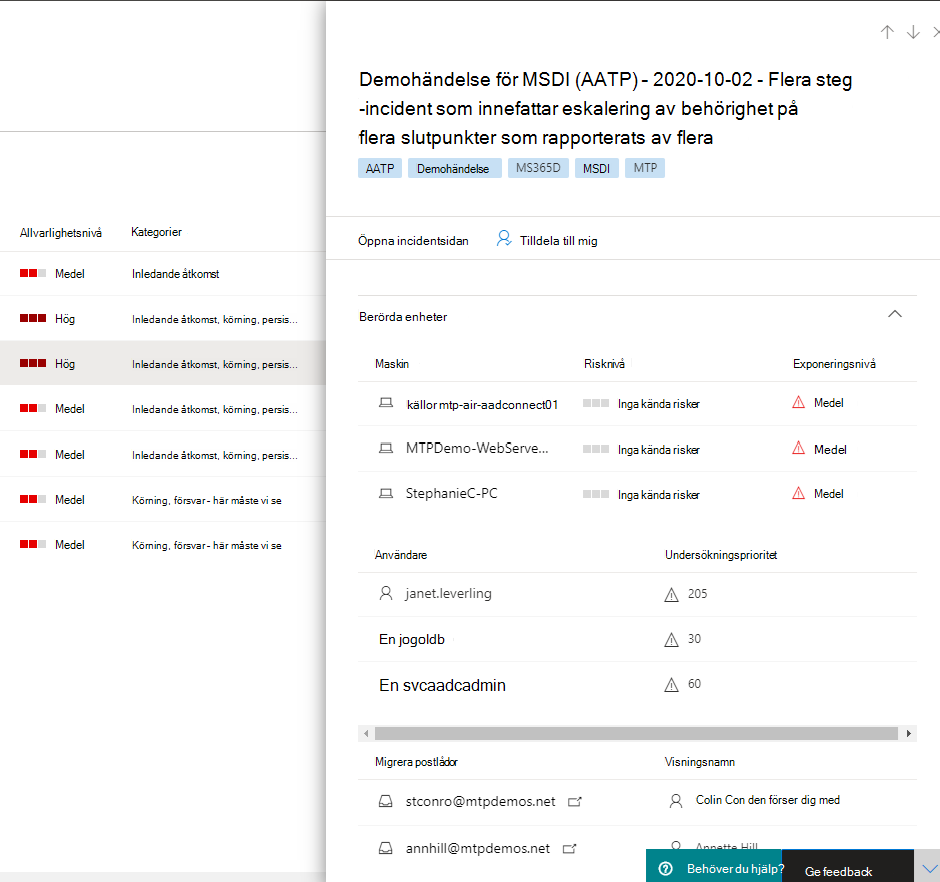 Demohändelse för MSDI (AATP) - 2020-10-02 - Flera steg
-incident som innefattar eskalering av behörighet på
flera slutpunkter som rapporterats av flera
AATP Demohändelse MS365D MSDI MTP
Öppna incidentsidan Tilldela till mig
Allvarlighetsnivå Kategorier
Medel Inledande åtkomst
Hög Inledande åtkomst, körning, persis...
Hög Inledande åtkomst, körning, persis...
Medel Inledande åtkomst, körning, persis...
Medel Inledande åtkomst, körning, persis...
Medel Körning, försvar - här måste vi se
Medel Körning, försvar - här måste vi se
Berörda enheter
Maskin Risknivå Exponeringsnivå
källor mtp-air-aadconnect01 Inga kända risker Medel
MTPDemo-WebServe... Inga kända risker Medel
StephanieC-PC Inga kända risker Medel
Användare Undersökningsprioritet
janet.leverling 205
En jogoldb 30
En svcaadcadmin 60
Migrera postlådor Visningsnamn
stconro@mtpdemos.net Colin Con den förser dig med
annhill@mtpdemos.net Annette Hill
Behöver du hjälp? Ge feedback